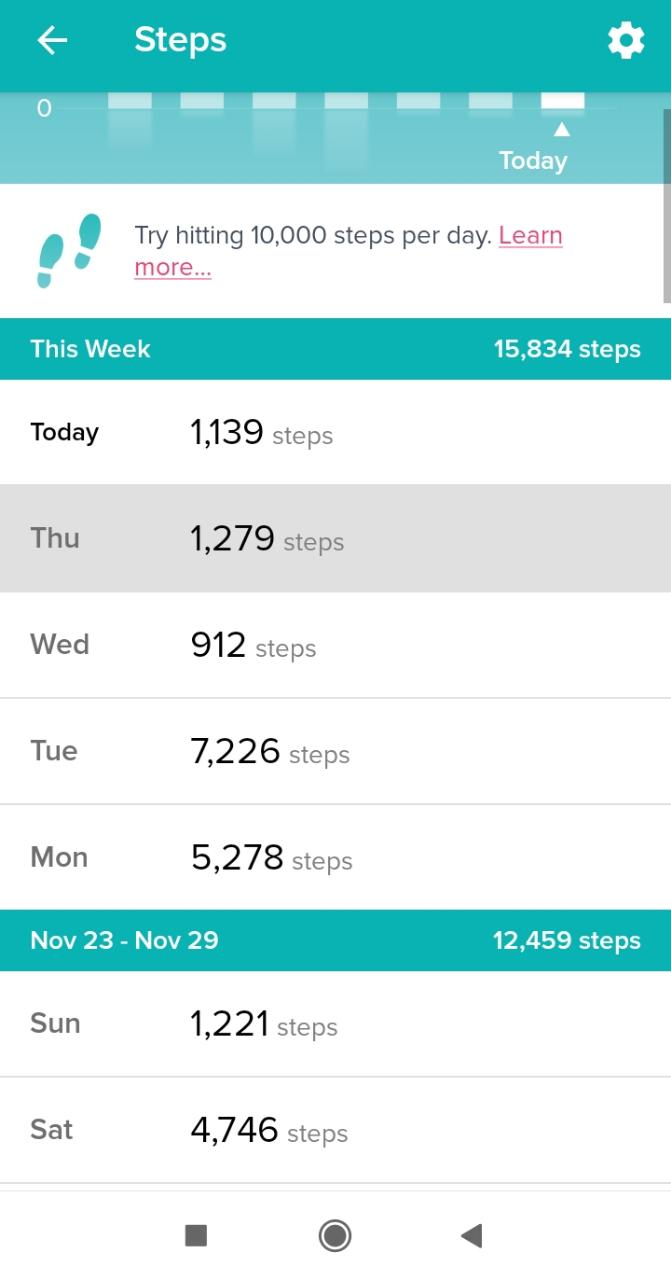 Steps
0
Today
Try hitting 10,000 steps per day. Learn
more...
This Week 15,834 steps
Today 1,139 steps
Thu 1,279 steps
Wed 912 steps
Tue 7,226 steps
Mon 5,278 steps
Nov 23 - Nov 29 12,459 steps
Sun 1,221 steps
Sat 4,746 steps